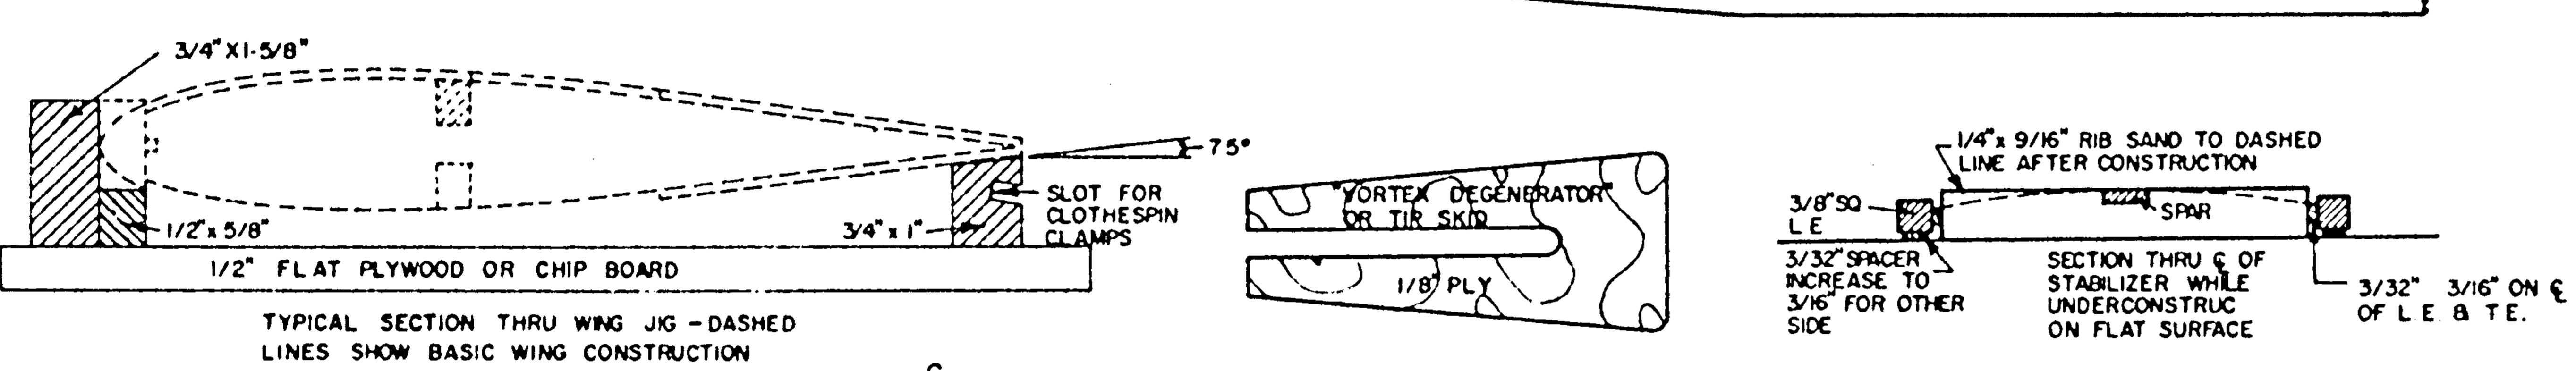 3/4" X 1-5/8"
1/2" x 5/8"
3/4" x 1"
75°
SLOT FOR
CLOTHESPIN
CLAMPS
1/2" FLAT PLYWOOD OR CHIP BOARD
TYPICAL SECTION THRU WING JIG - DASHED
LINES SHOW BASIC WING CONSTRUCTION
"VORTEX DEGENERATOR"
OR TIR SKID
1/8" PLY
1/4" x 9/16" RIB SAND TO DASHED
LINE AFTER CONSTRUCTION
3/8" SQ
L E
SPAR
3/32" SPACER
INCREASE TO
3/16" FOR OTHER
SIDE
SECTION THRU ℄ OF
STABILIZER WHILE
UNDERCONSTRUC
ON FLAT SURFACE
3/32" 3/16" ON ℄
OF L.E. & T.E.